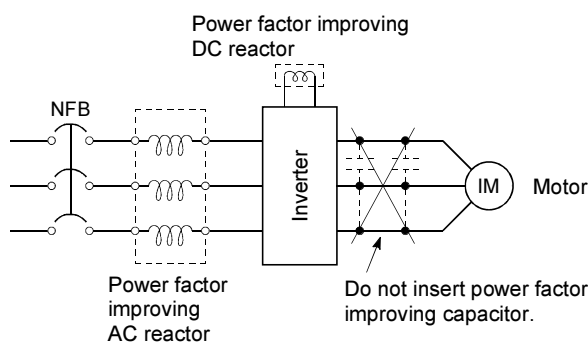 Power factor improving
DC reactor
NFB
Inverter
IM
Motor
Power factor
improving
AC reactor
Do not insert power factor
improving capacitor.